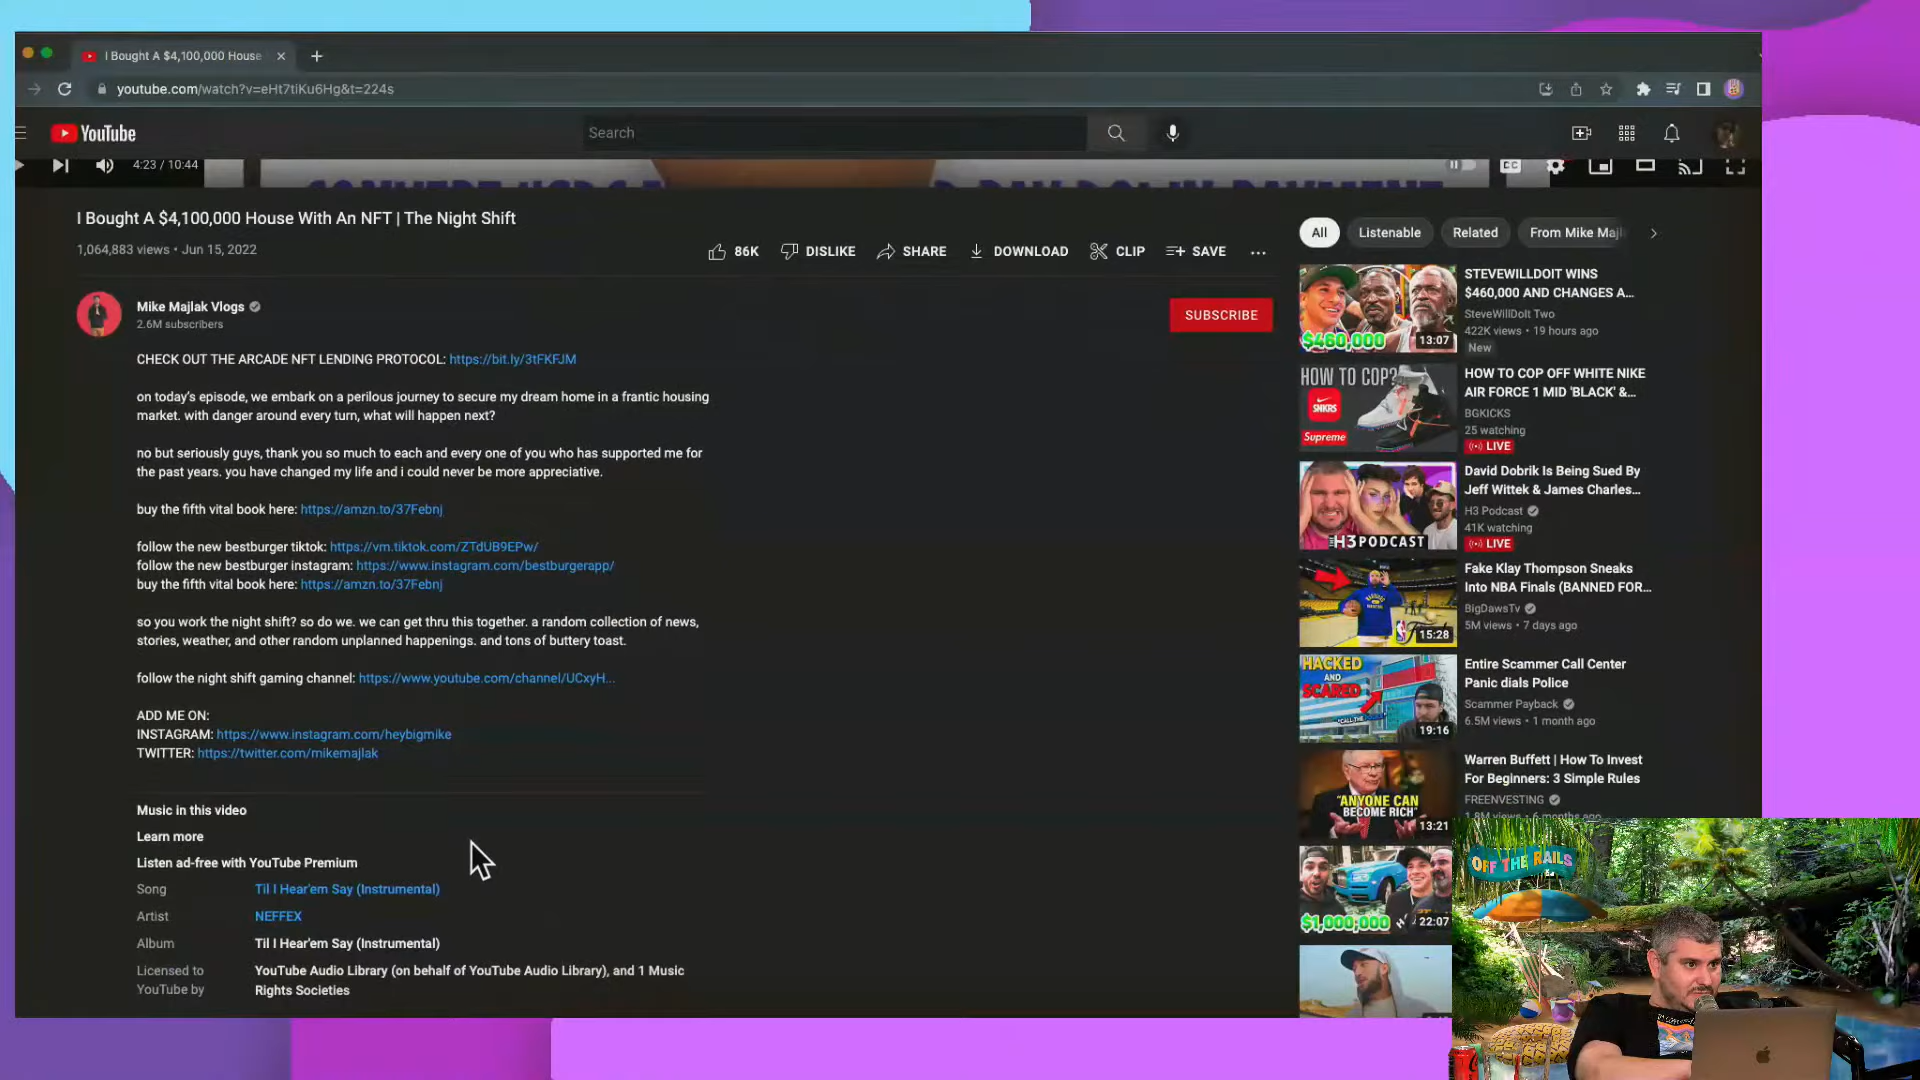 I Bought A $4,100,000 House
youtube.com/watch?v=eHt7tiKu6Hg&t=224s
YouTube
Search
4:23 / 10:44
CC
I Bought A $4,100,000 House With An NFT | The Night Shift
1,064,883 views • Jun 15, 2022
86K
DISLIKE
SHARE
DOWNLOAD
CLIP
SAVE
Mike Majlak Vlogs
2.6M subscribers
SUBSCRIBE
CHECK OUT THE ARCADE NFT LENDING PROTOCOL: https://bit.ly/3tFKFJM
on today's episode, we embark on a perilous journey to secure my dream home in a frantic housing
market. with danger around every turn, what will happen next?
no but seriously guys, thank you so much to each and every one of you who has supported me for
the past years. you have changed my life and i could never be more appreciative.
buy the fifth vital book here: https://amzn.to/37Febnj
follow the new bestburger tiktok: https://vm.tiktok.com/ZTdUB9EPw/
follow the new bestburger instagram: https://www.instagram.com/bestburgerapp/
buy the fifth vital book here: https://amzn.to/37Febnj
so you work the night shift? so do we. we can get thru this together. a random collection of news,
stories, weather, and other random unplanned happenings. and tons of buttery toast.
follow the night shift gaming channel: https://www.youtube.com/channel/UCxyH...
ADD ME ON:
INSTAGRAM: https://www.instagram.com/heybigmike
TWITTER: https://twitter.com/mikemajlak
Music in this video
Learn more
Listen ad-free with YouTube Premium
Song Til I Hear'em Say (Instrumental)
Artist NEFFEX
Album Til I Hear'em Say (Instrumental)
Licensed to YouTube Audio Library (on behalf of YouTube Audio Library), and 1 Music
YouTube by Rights Societies
All
Listenable
Related
From Mike Maj
$460,000
13:07
STEVEWILLDOIT WINS
$460,000 AND CHANGES A...
SteveWillDoIt Two
422K views • 19 hours ago
New
HOW TO COP?
SNKRS
Supreme
HOW TO COP OFF WHITE NIKE
AIR FORCE 1 MID 'BLACK' &...
BGKICKS
25 watching
LIVE
H3PODCAST
David Dobrik Is Being Sued By
Jeff Wittek & James Charles...
H3 Podcast
41K watching
LIVE
15:28
Fake Klay Thompson Sneaks
Into NBA Finals (BANNED FOR...
BigDawsTv
5M views • 7 days ago
HACKED
AND
SCARED
19:16
Entire Scammer Call Center
Panic dials Police
Scammer Payback
6.5M views • 1 month ago
"ANYONE CAN
BECOME RICH"
13:21
Warren Buffett | How To Invest
For Beginners: 3 Simple Rules
FREENVESTING
1.8M views • 6 months ago
$1,000,000
22:07
OFF THE RAILS